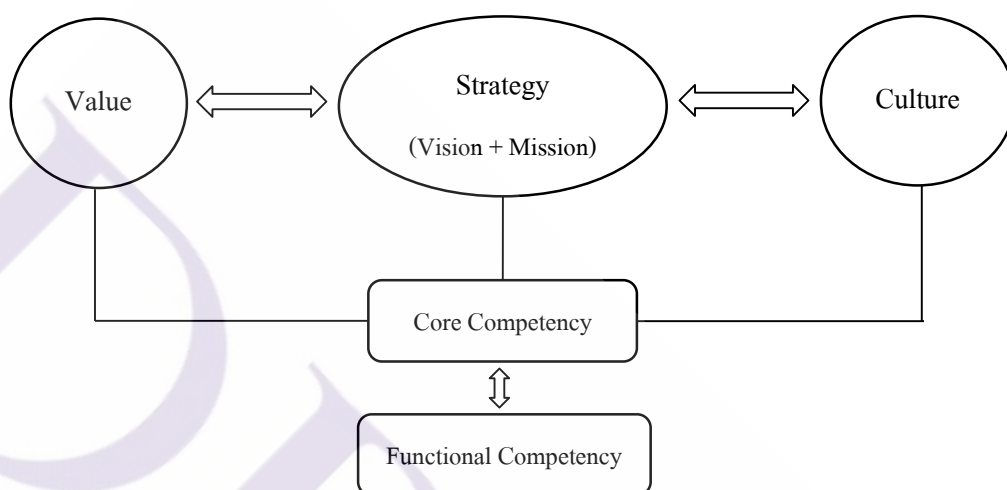 Value
Strategy
(Vision + Mission)
Culture
Core Competency
Functional Competency